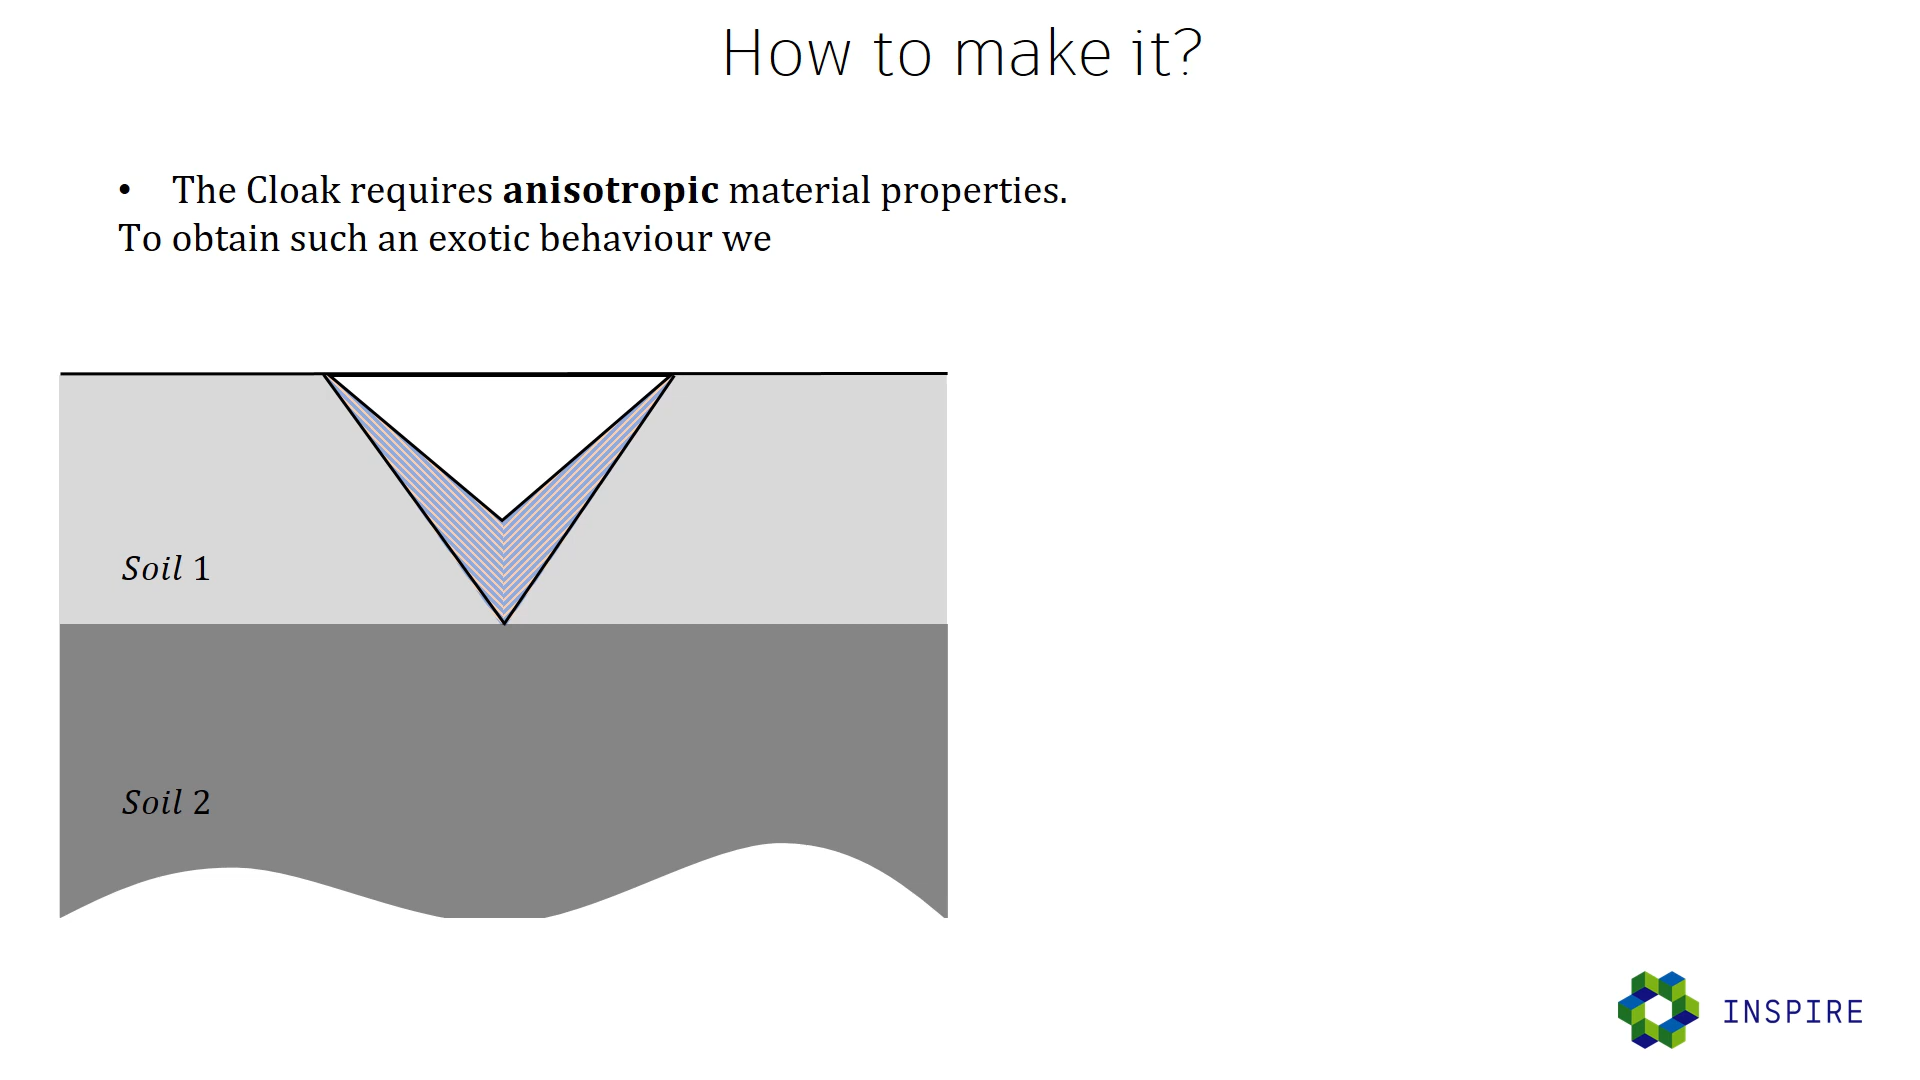 How to make it?
• The Cloak requires anisotropic material properties.
To obtain such an exotic behaviour we
Soil 1
Soil 2
INSPIRE